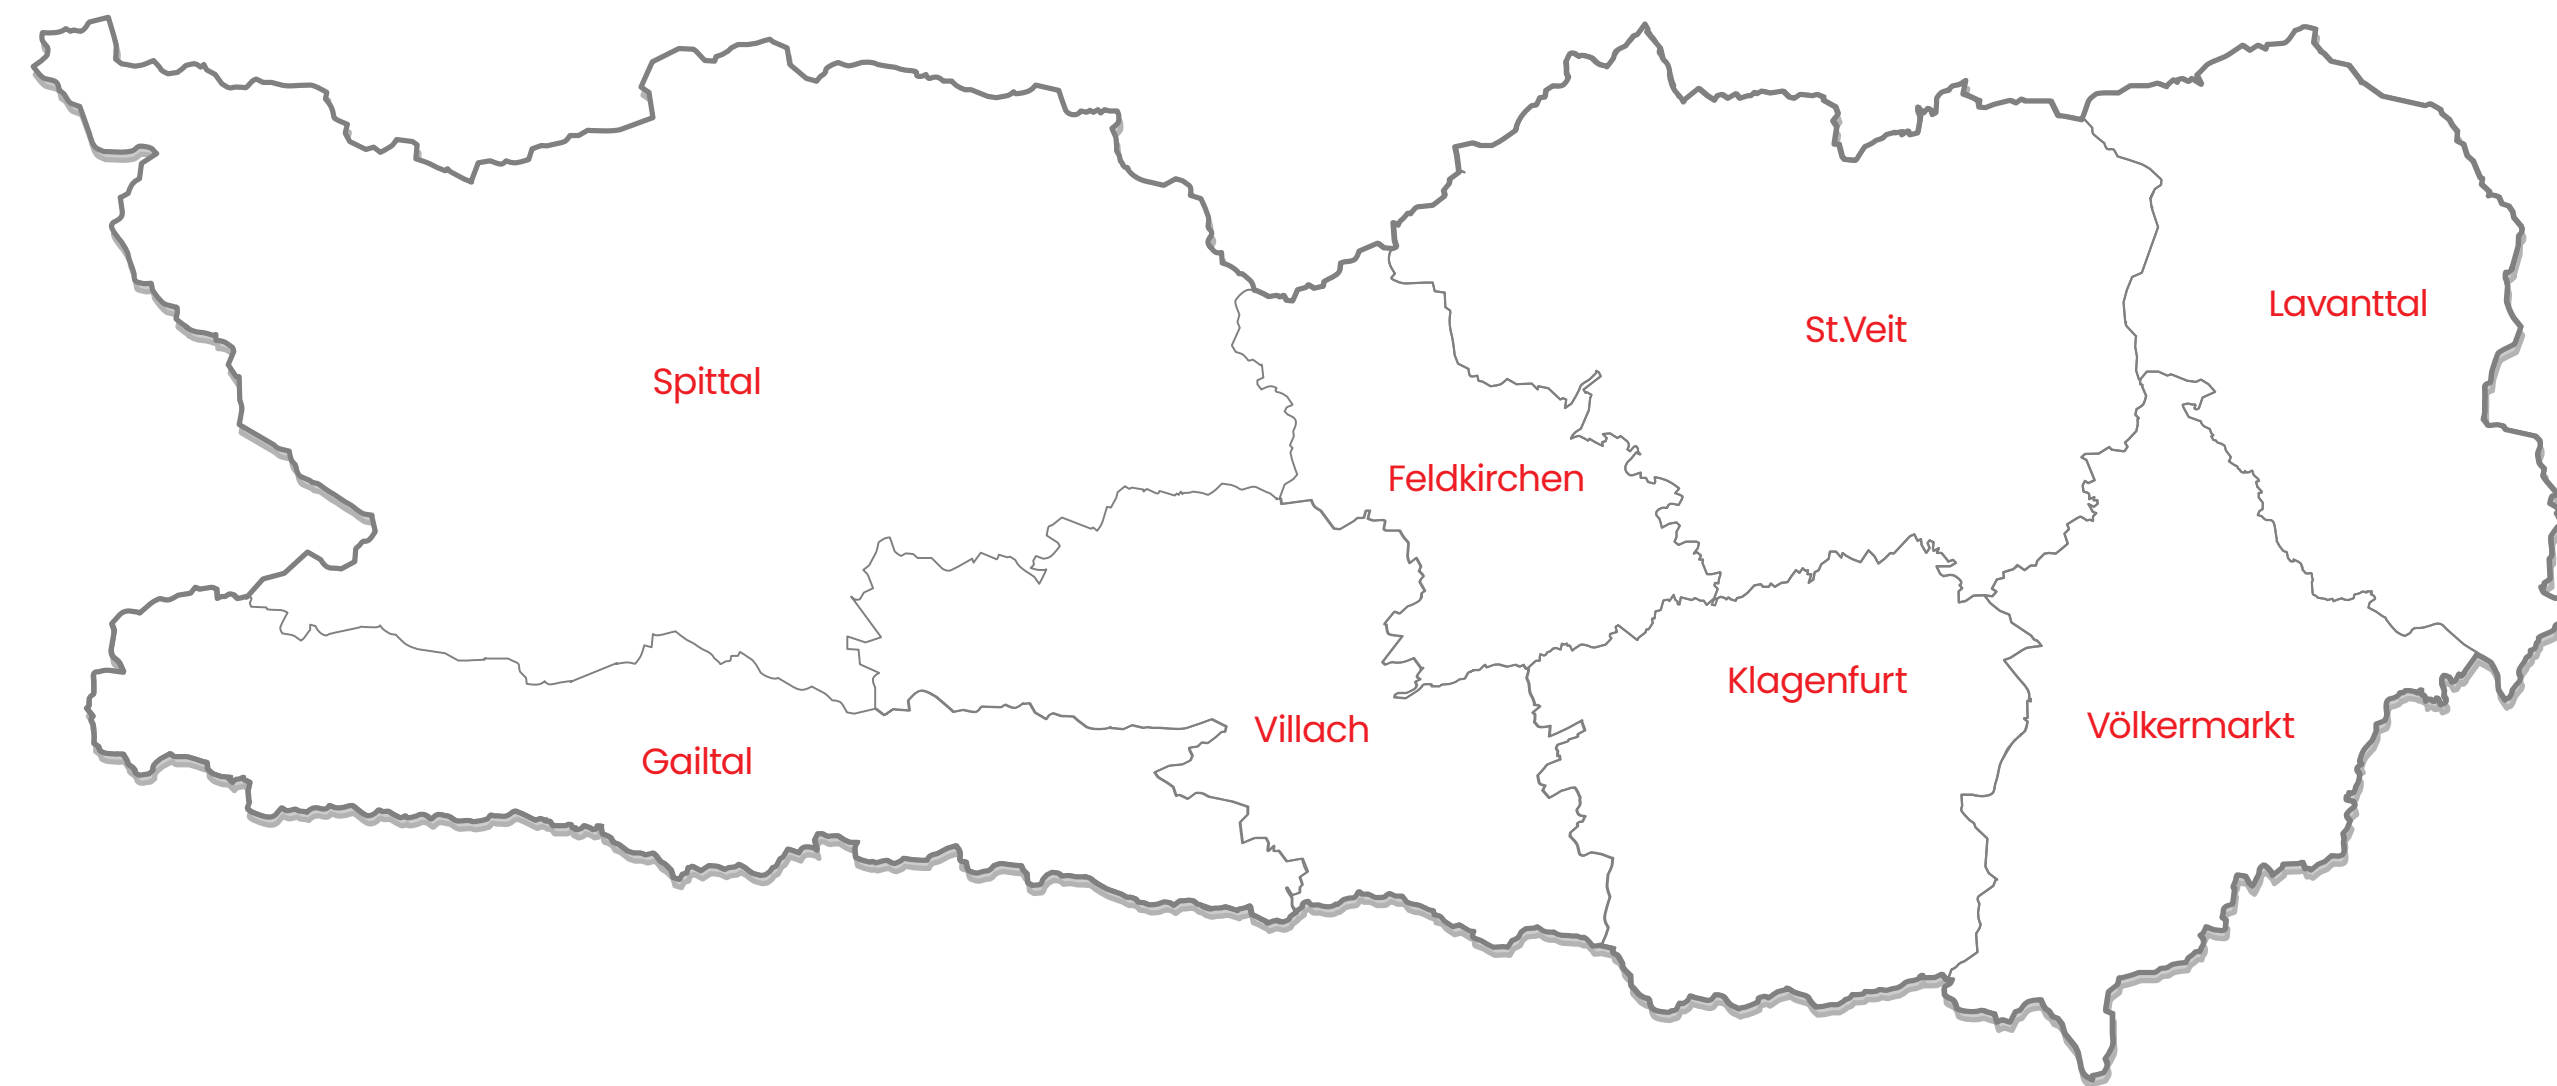 Lavanttal
St.Veit
Spittal
Feldkirchen
Klagenfurt
Völkermarkt
Villach
Gailtal